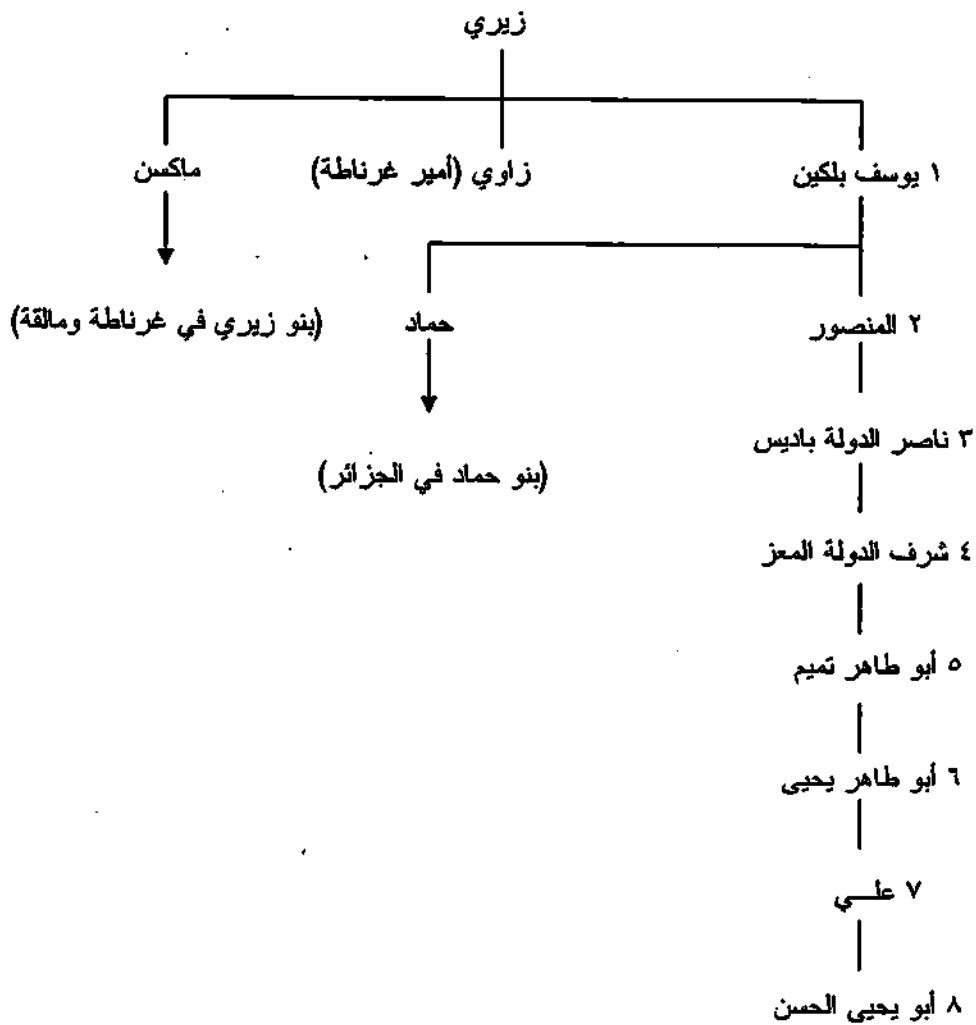 زيري
١ يوسف بلكين زاوي (أمير غرناطة) ماكسن
٢ المنصور حماد (بنو زيري في غرناطة ومالقة)
٣ ناصر الدولة باديس
(بنو حماد في الجزائر)
٤ شرف الدولة المعز
٥ أبو طاهر تميم
٦ أبو طاهر يحيى
٧ علي
٨ أبو يحيى الحسن